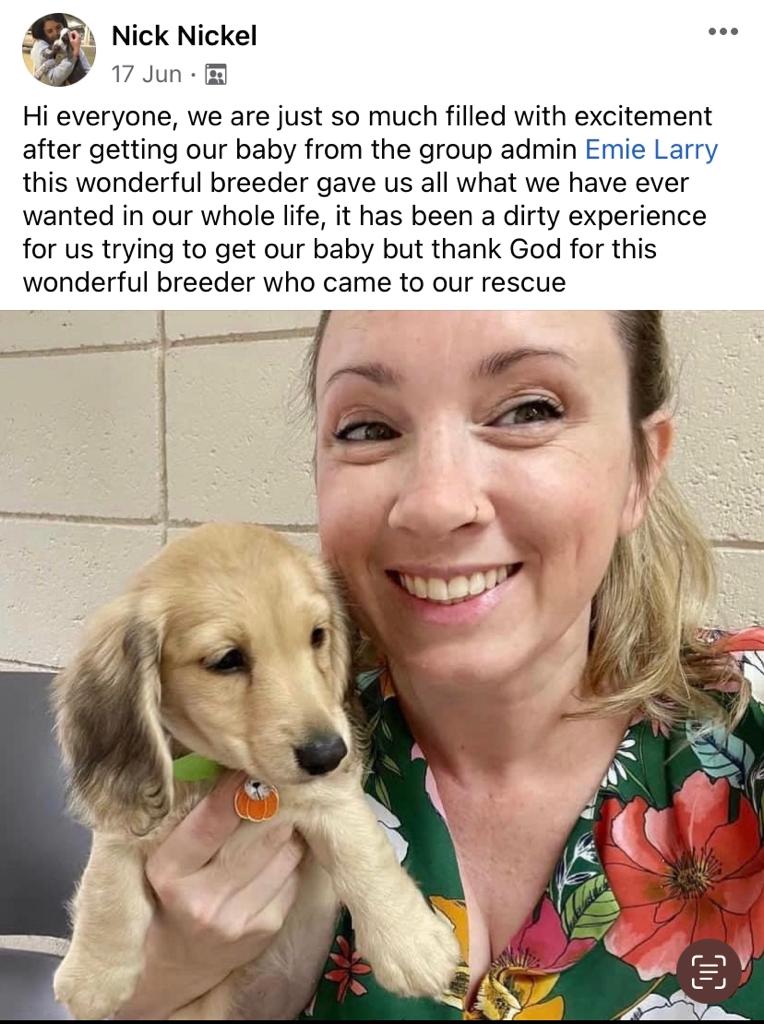 Nick Nickel
17 Jun ·
Hi everyone, we are just so much filled with excitement
after getting our baby from the group admin Emie Larry
this wonderful breeder gave us all what we have ever
wanted in our whole life, it has been a dirty experience
for us trying to get our baby but thank God for this
wonderful breeder who came to our rescue